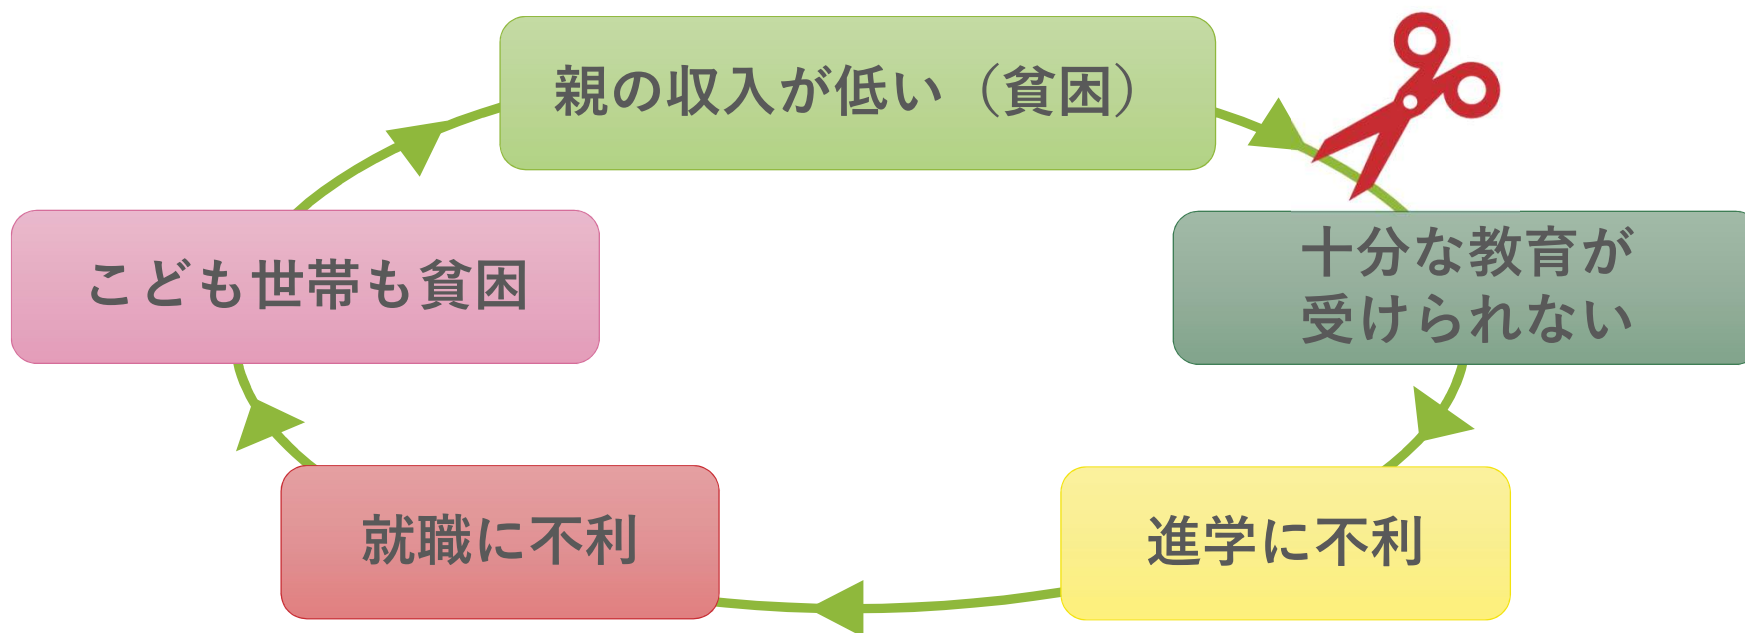 親の収入が低い（貧困）
十分な教育が
受けられない
進学に不利
就職に不利
こども世帯も貧困